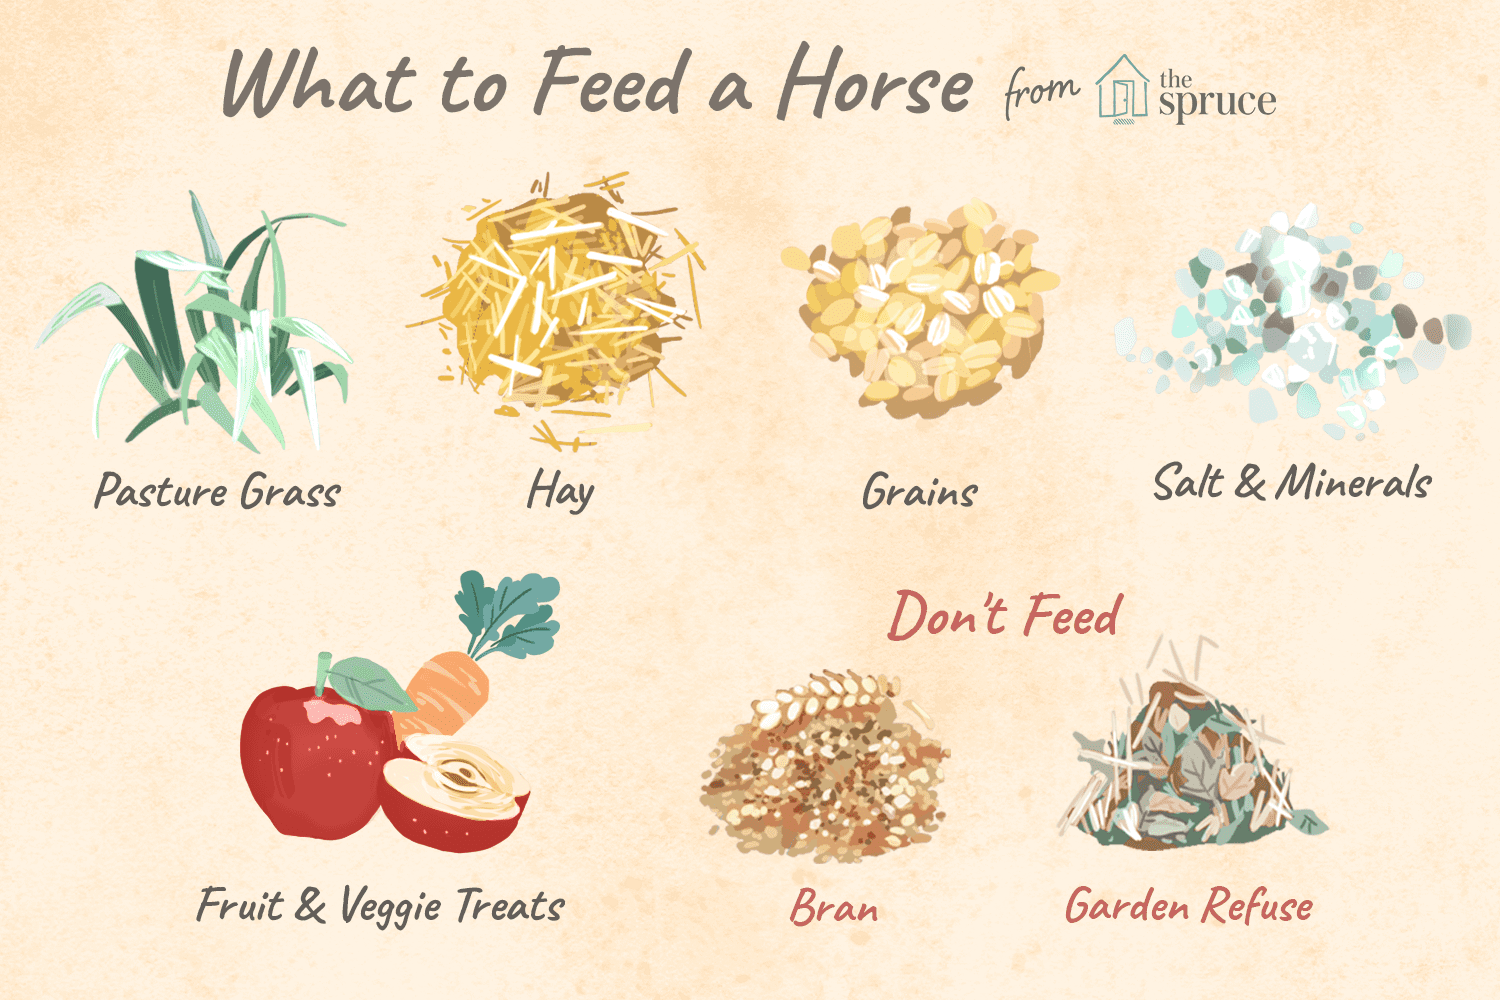 What to Feed a Horse from the spruce
Pasture Grass
Hay
Grains
Salt & Minerals
Fruit & Veggie Treats
Don't Feed
Bran
Garden Refuse